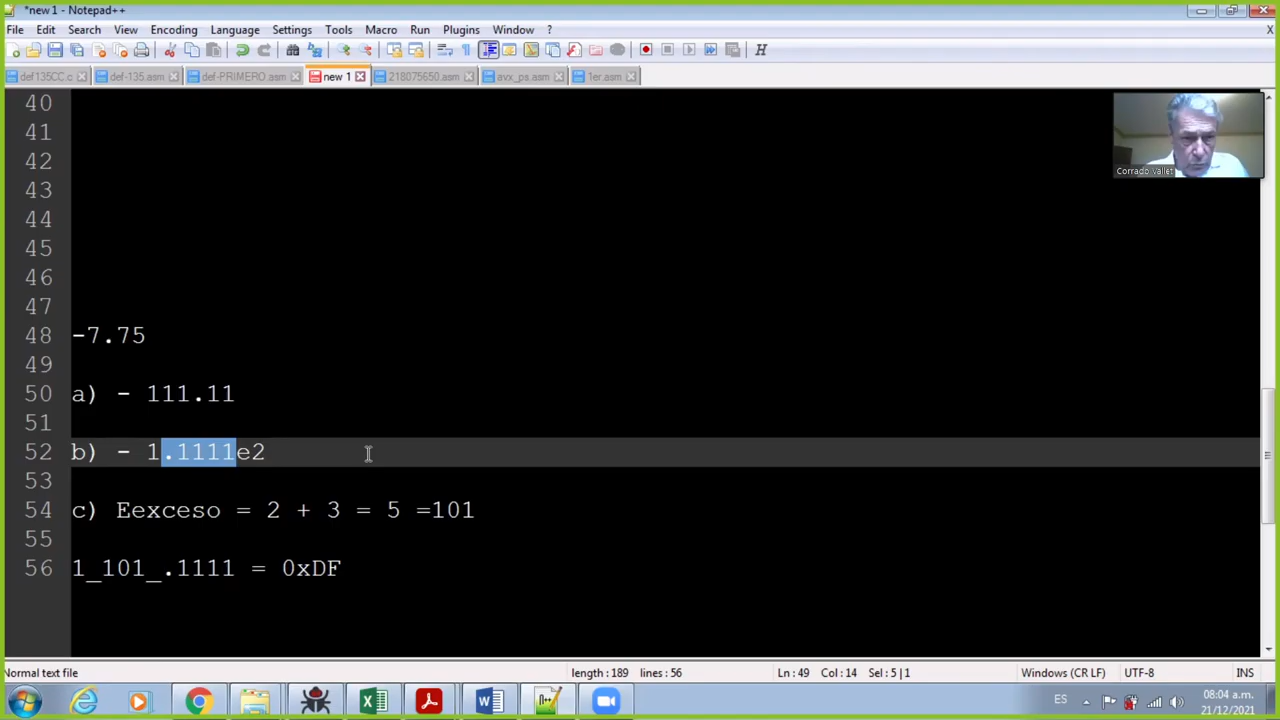 *new 1 - Notepad++
File Edit Search View Encoding Language Settings Tools Macro Run Plugins Window ? X
def135CC.c def-135.asm def-PRIMERO.asm new 1 218075650.asm avx_ps.asm 1er.asm
40
41
42
43
44
45
46
47
48 -7.75
49
50 a) - 111.11
51
52 b) - 1.1111e2
53
54 c) Eexceso = 2 + 3 = 5 =101
55
56 1_101_.1111 = 0xDF
Corrado Vallet
Normal text file length : 189 lines : 56 Ln : 49 Col : 14 Sel : 5 | 1 Windows (CR LF) UTF-8 INS
ES 08:04 a.m.
21/12/2021